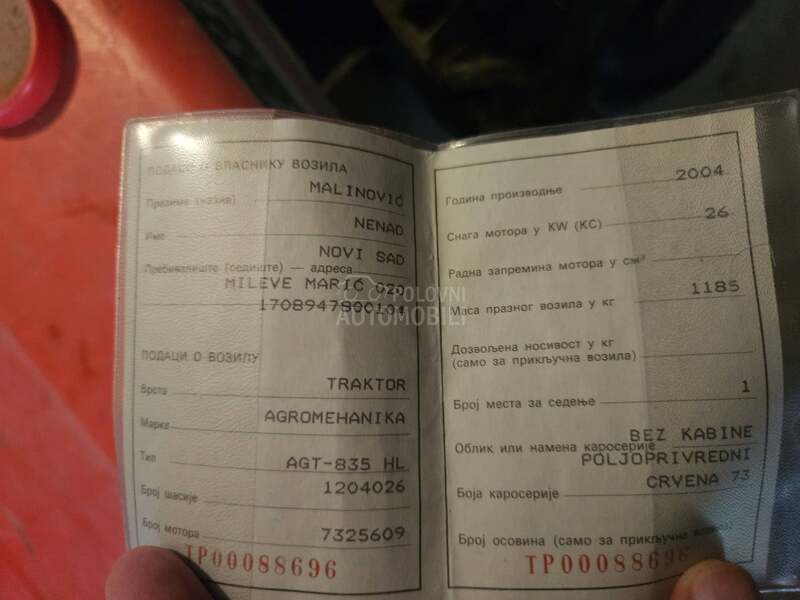 ПОДАЦИ О ВЛАСНИКУ ВОЗИЛА
MALINOVIĆ
Презиме (назив)
NENAD
Име
NOVI SAD
Пребивалиште (седиште) — адреса
MILEVE MARIĆ 020
ПОДАЦИ О ВОЗИЛУ
Врста TRAKTOR
Марка AGROMEHANIKA
Тип AGT-835 HL
Број шасије 1204026
Број мотора 7325609
TP00088696
Година производње 2004
Снага мотора у KW (КС) 26
Радна запремина мотора у см³
Маса празног возила у кг 1185
Дозвољена носивост у кг
(само за прикључна возила)
Број места за седење 1
BEZ KABINE
Облик или намена каросерије
POLJOPRIVREDNI
Боја каросерије CRVENA 73
Број осовина (само за прикључна возила)
TP00088696
POLOVNI
AUTOMOBILI